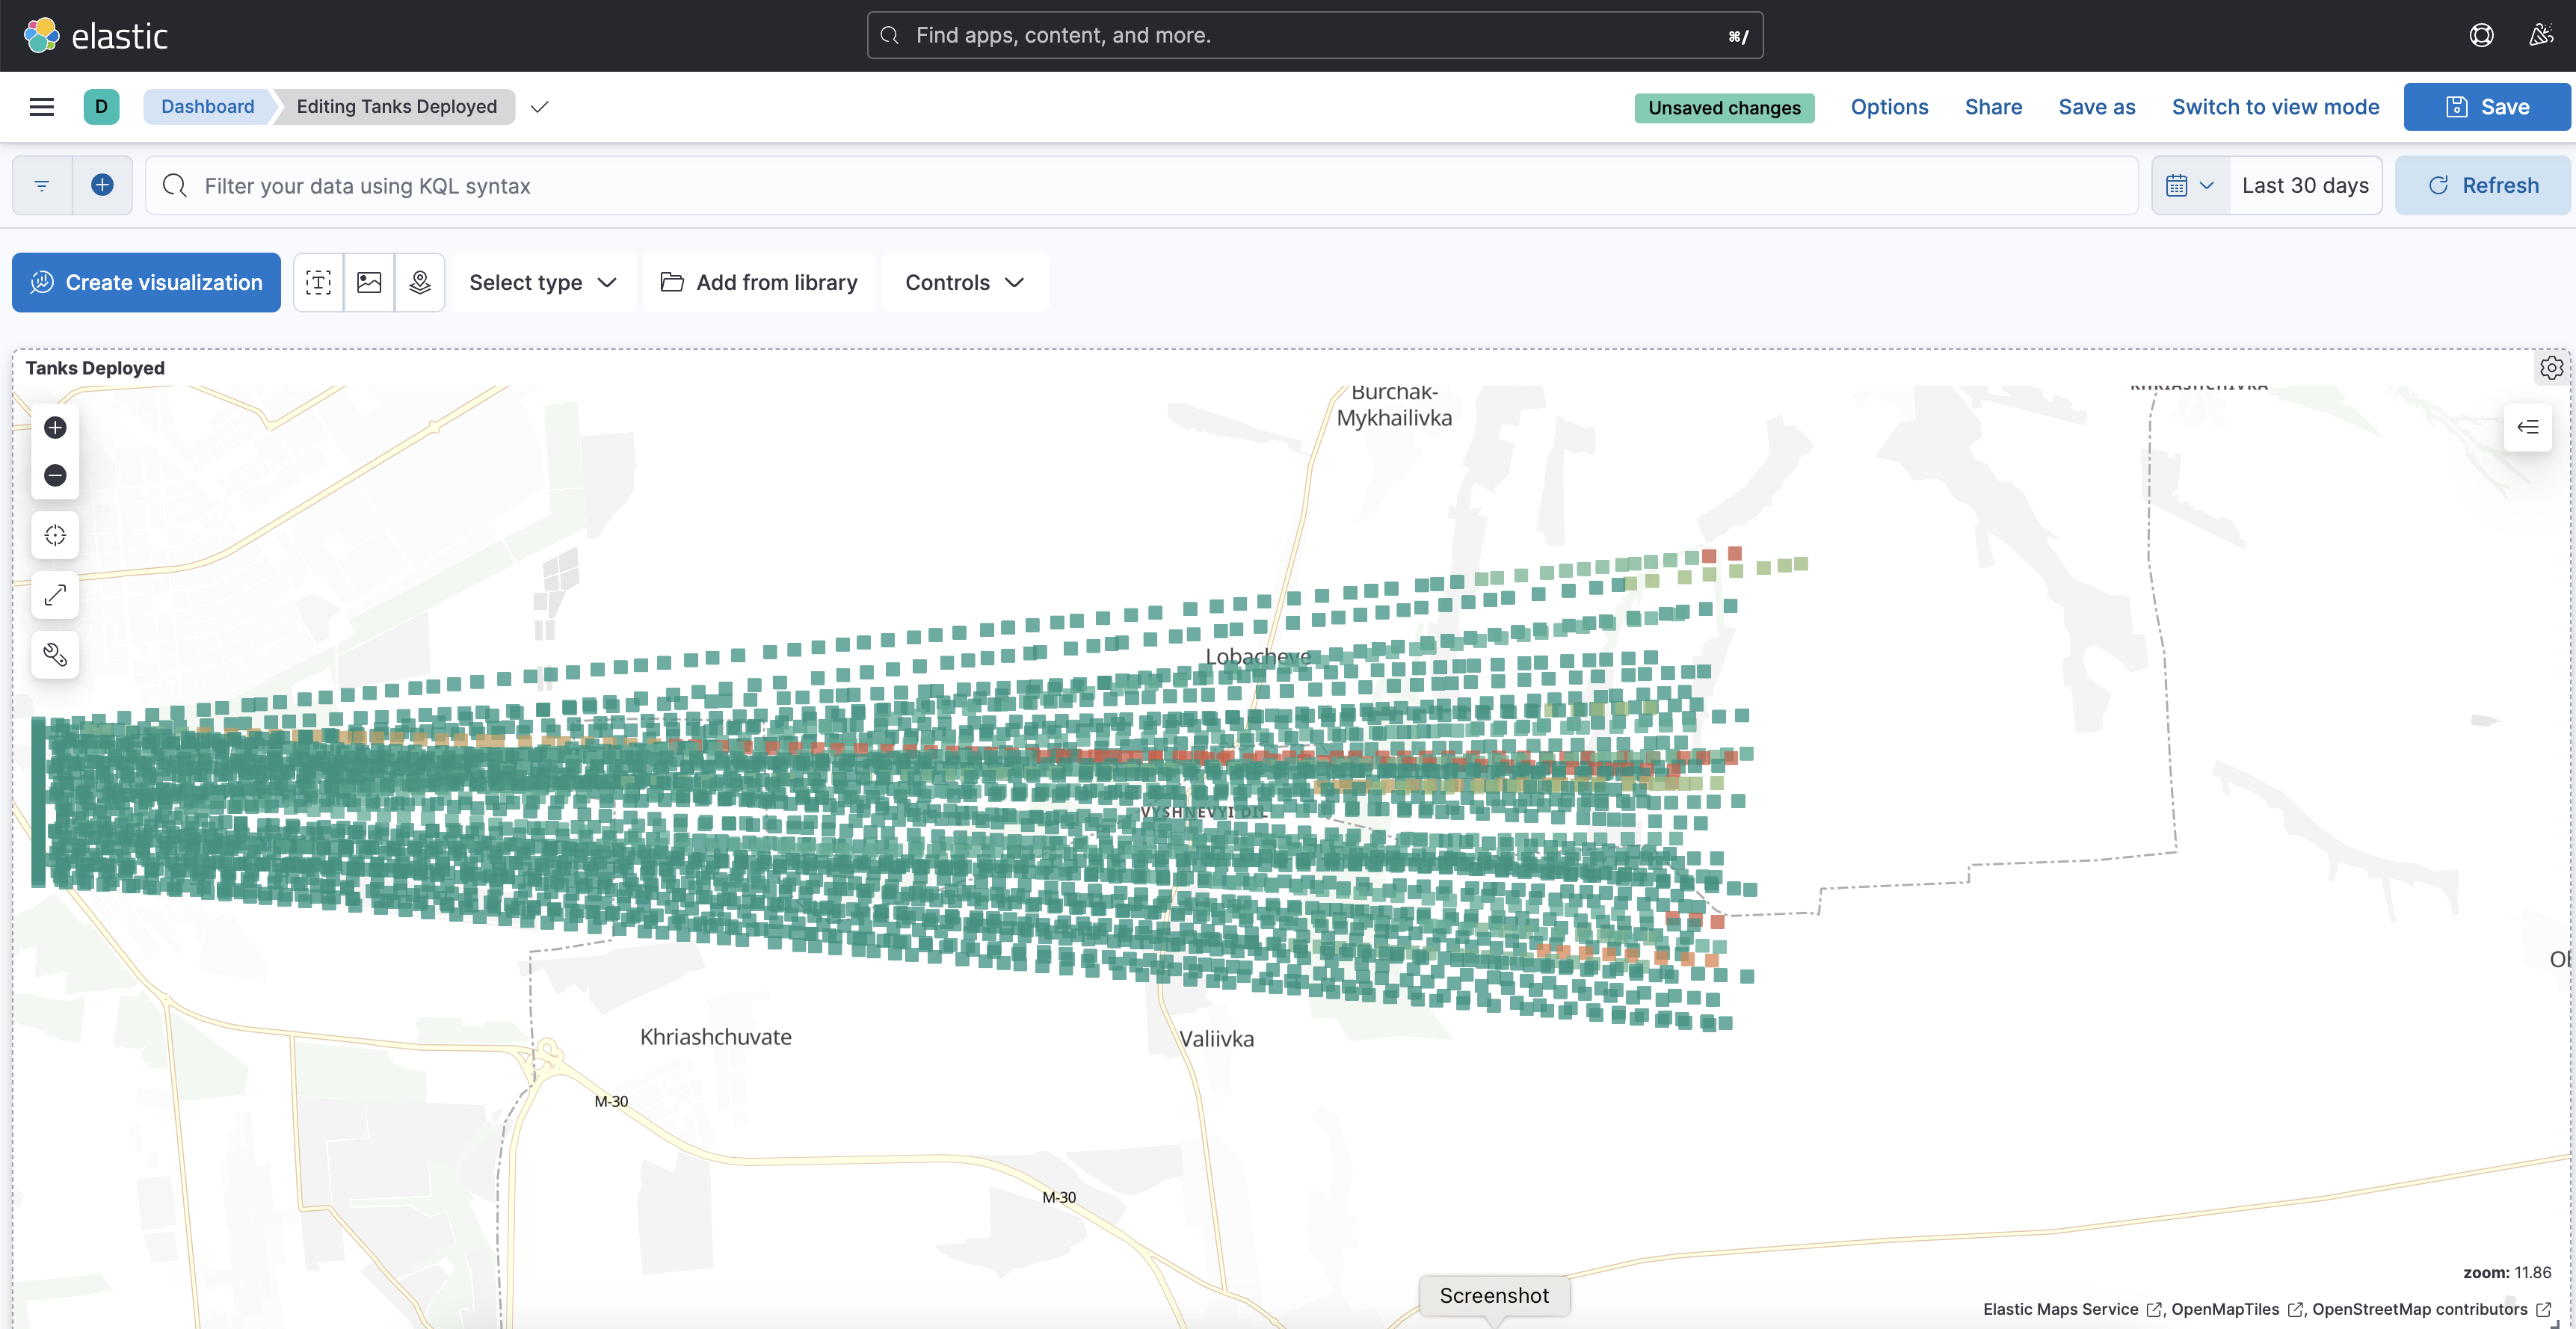 elastic
Find apps, content, and more.
⌘/
D
Dashboard
Editing Tanks Deployed
Unsaved changes
Options
Share
Save as
Switch to view mode
Save
Filter your data using KQL syntax
Last 30 days
Refresh
Create visualization
Select type
Add from library
Controls
Tanks Deployed
Burchak-
Mykhailivka
Lobacheve
VYSHNEVYI DIL
Khriashchuvate
Valiivka
M-30
M-30
zoom: 11.86
Screenshot
Elastic Maps Service, OpenMapTiles, OpenStreetMap contributors